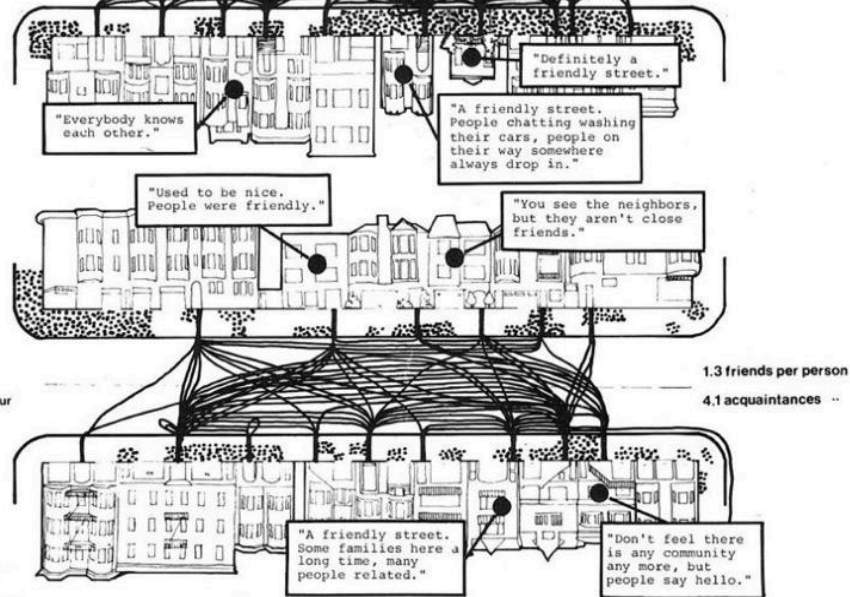 "Definitely a
friendly street."
"Everybody knows
each other."
"A friendly street.
People chatting washing
their cars, people on
their way somewhere
always drop in."
"Used to be nice.
People were friendly."
"You see the neighbors,
but they aren't close
friends."
1.3 friends per person
4.1 acquaintances ··
ur
"A friendly street.
Some families here a
long time, many
people related."
"Don't feel there
is any community
any more, but
people say hello."